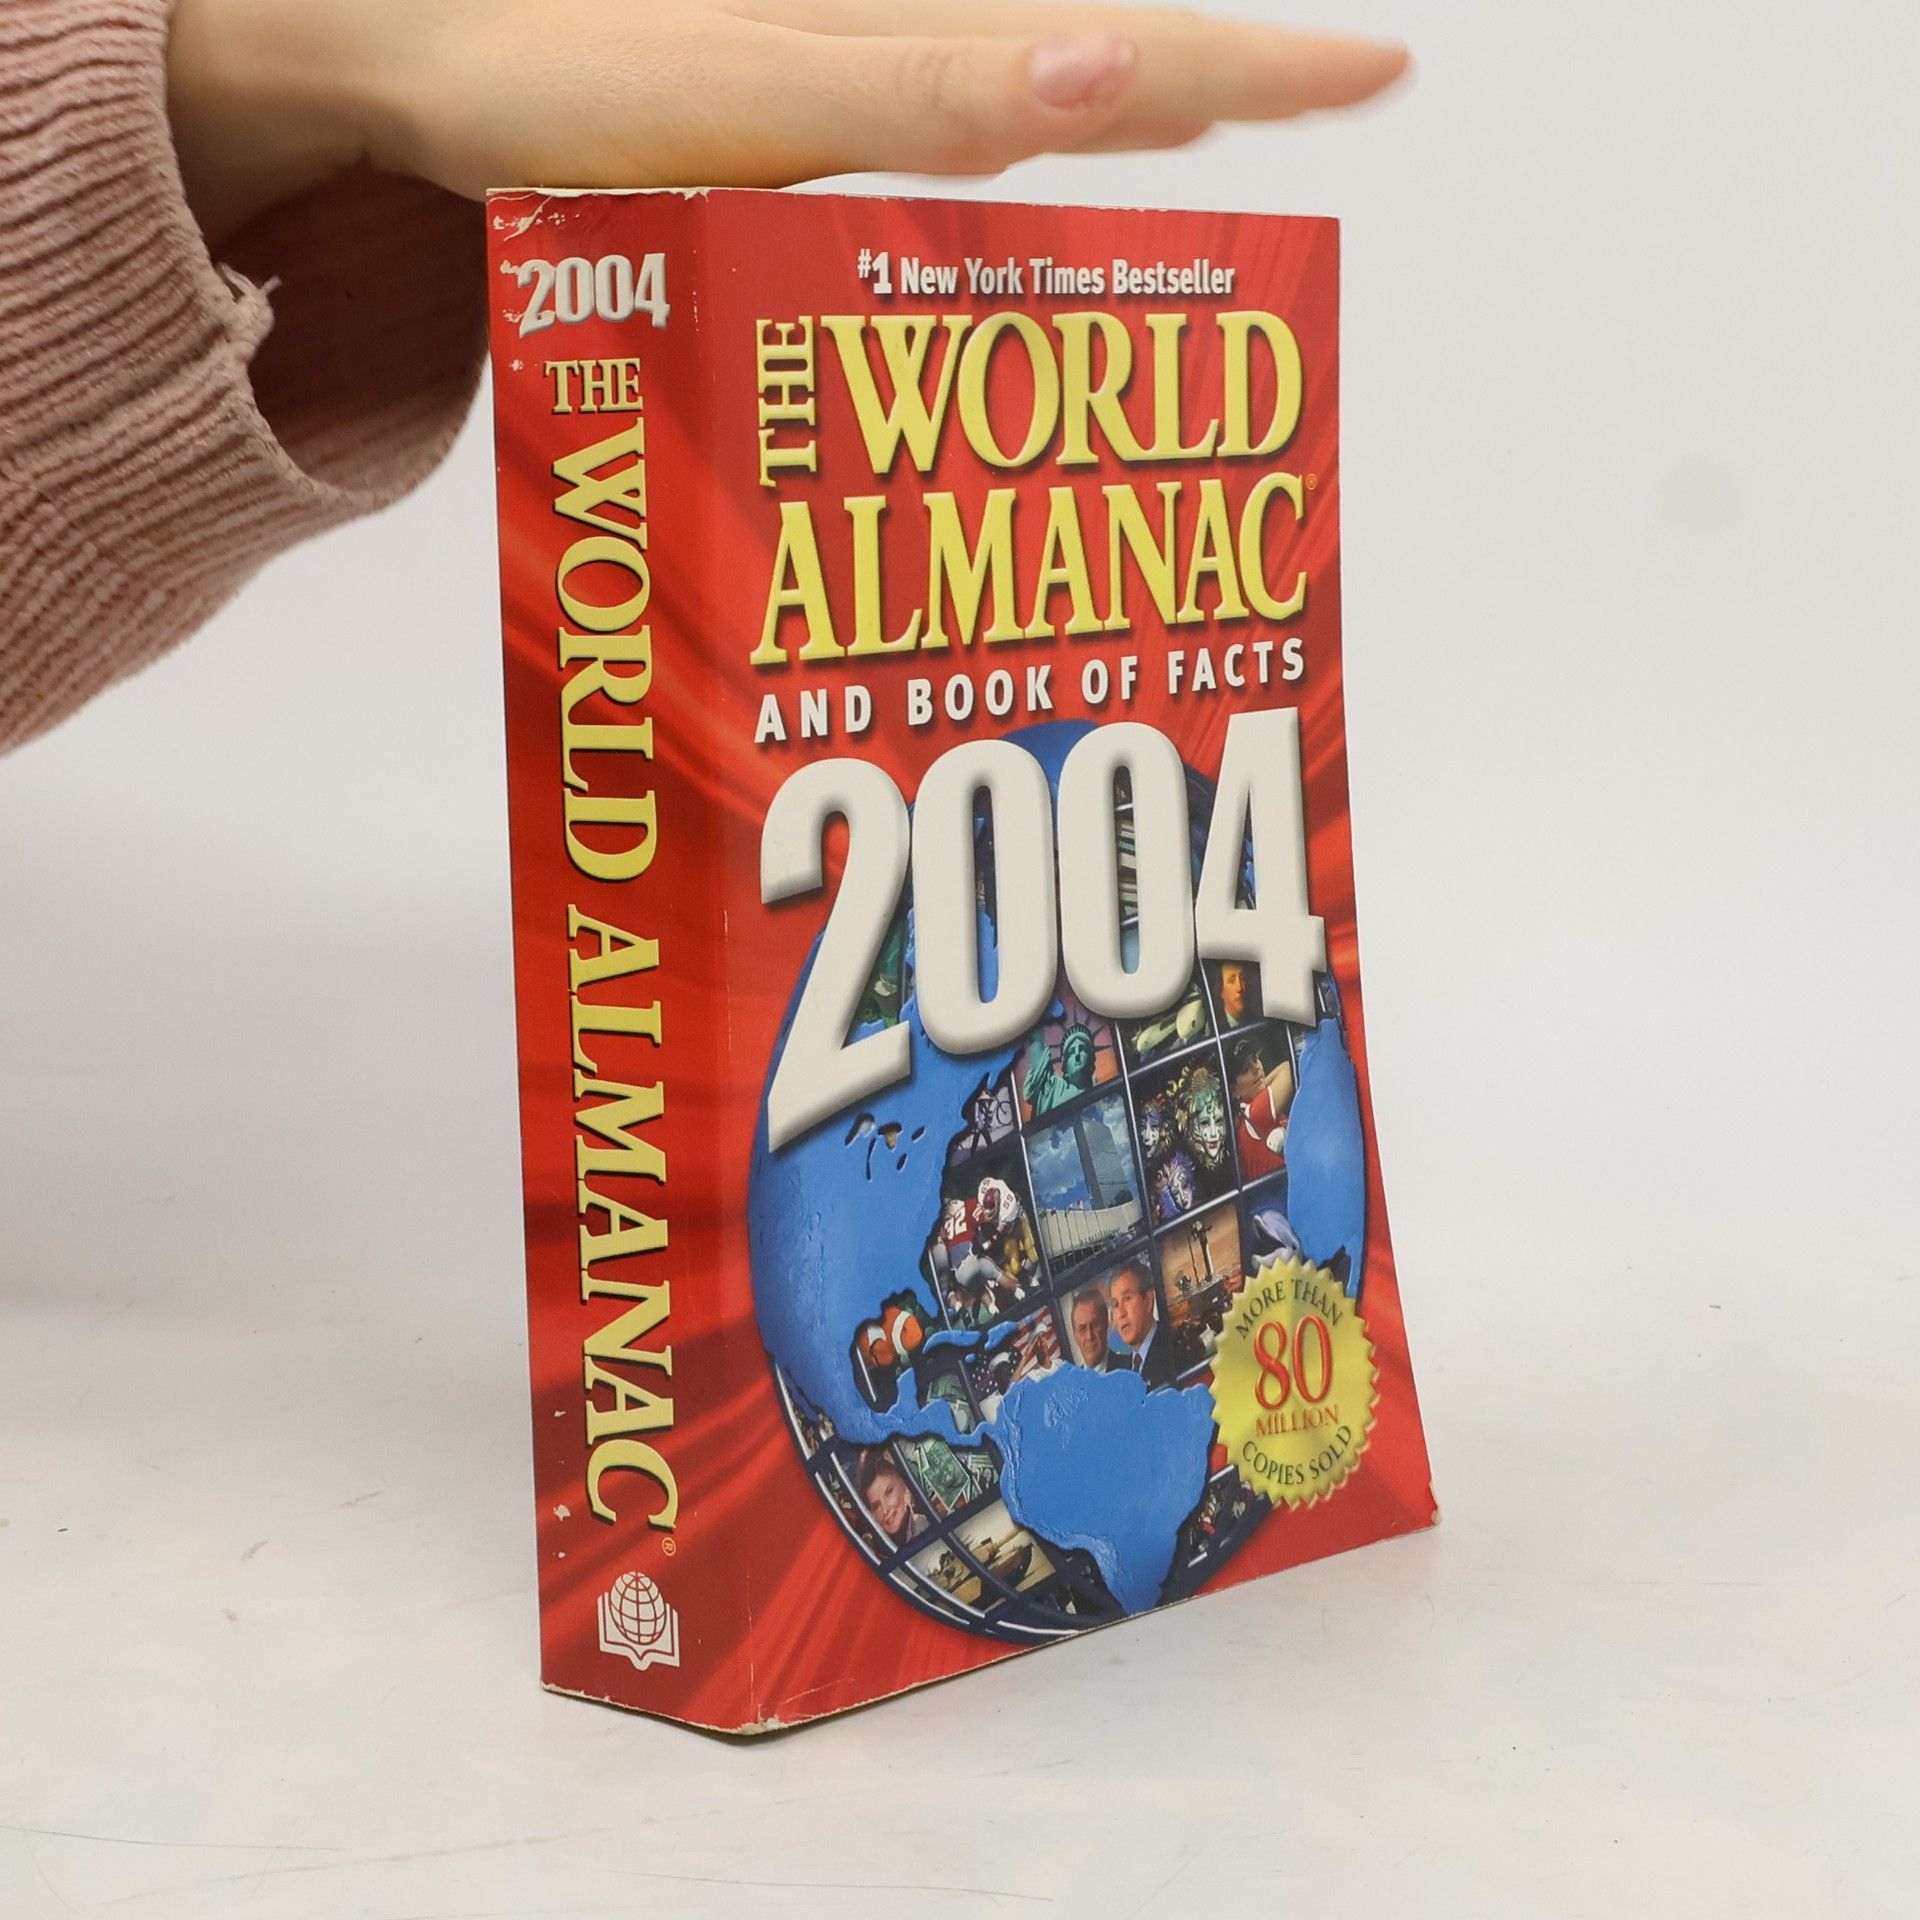 2004
THE WORLD ALMANAC®
#1 New York Times Bestseller
THE WORLD
ALMANAC®
AND BOOK OF FACTS
2004
MORE THAN
80
MILLION
COPIES SOLD